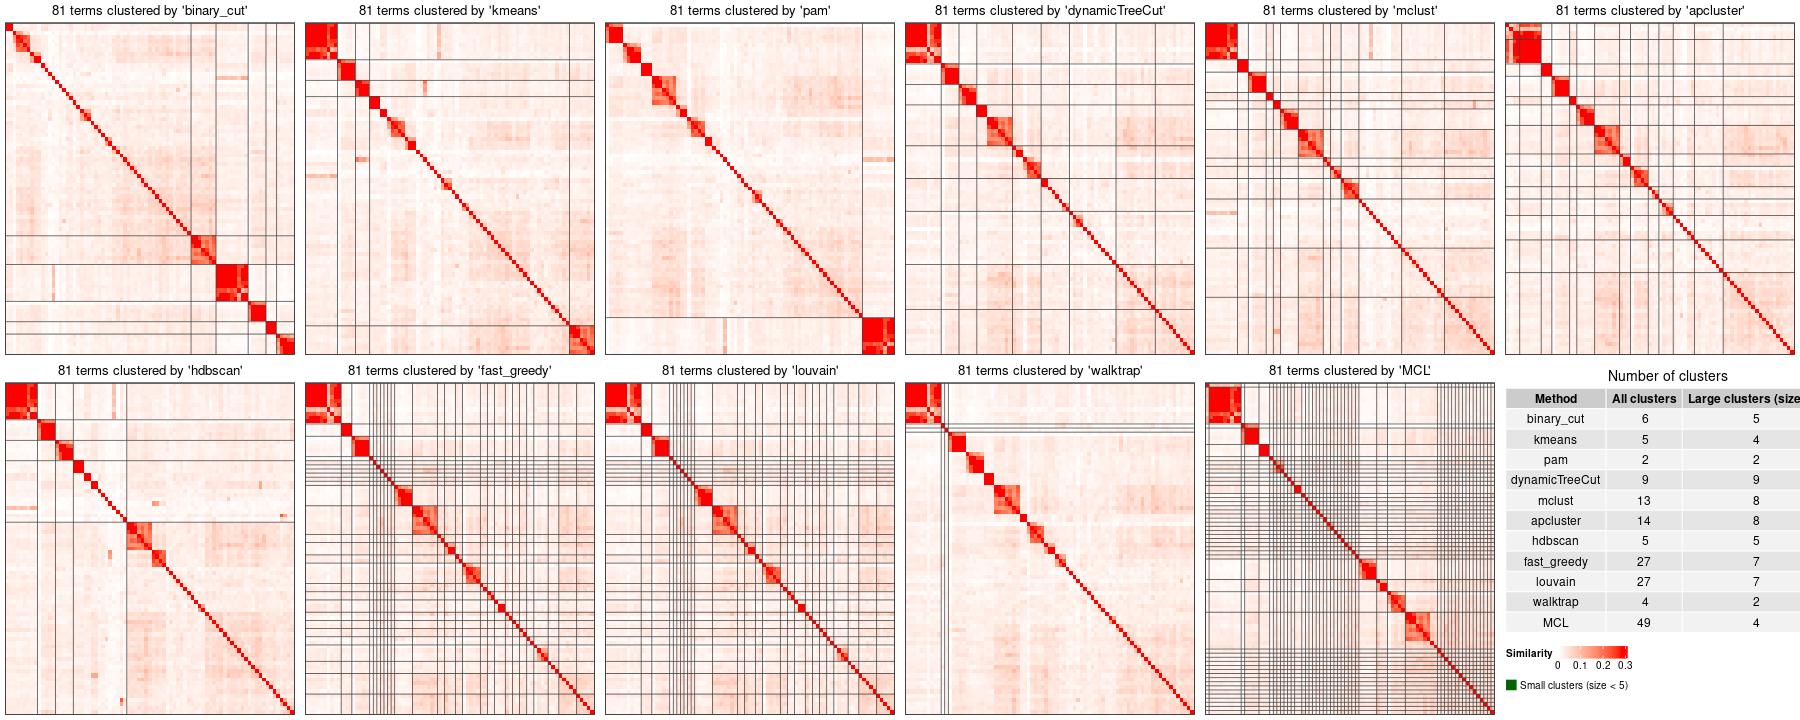 81 terms clustered by 'binary_cut'
81 terms clustered by 'kmeans'
81 terms clustered by 'pam'
81 terms clustered by 'dynamicTreeCut'
81 terms clustered by 'mclust'
81 terms clustered by 'apcluster'
81 terms clustered by 'hdbscan'
81 terms clustered by 'fast_greedy'
81 terms clustered by 'louvain'
81 terms clustered by 'walktrap'
81 terms clustered by 'MCL'
Number of clusters
Method All clusters Large clusters (size
binary_cut 6 5
kmeans 5 4
pam 2 2
dynamicTreeCut 9 9
mclust 13 8
apcluster 14 8
hdbscan 5 5
fast_greedy 27 7
louvain 27 7
walktrap 4 2
MCL 49 4
Similarity
0 0.1 0.2 0.3
Small clusters (size < 5)